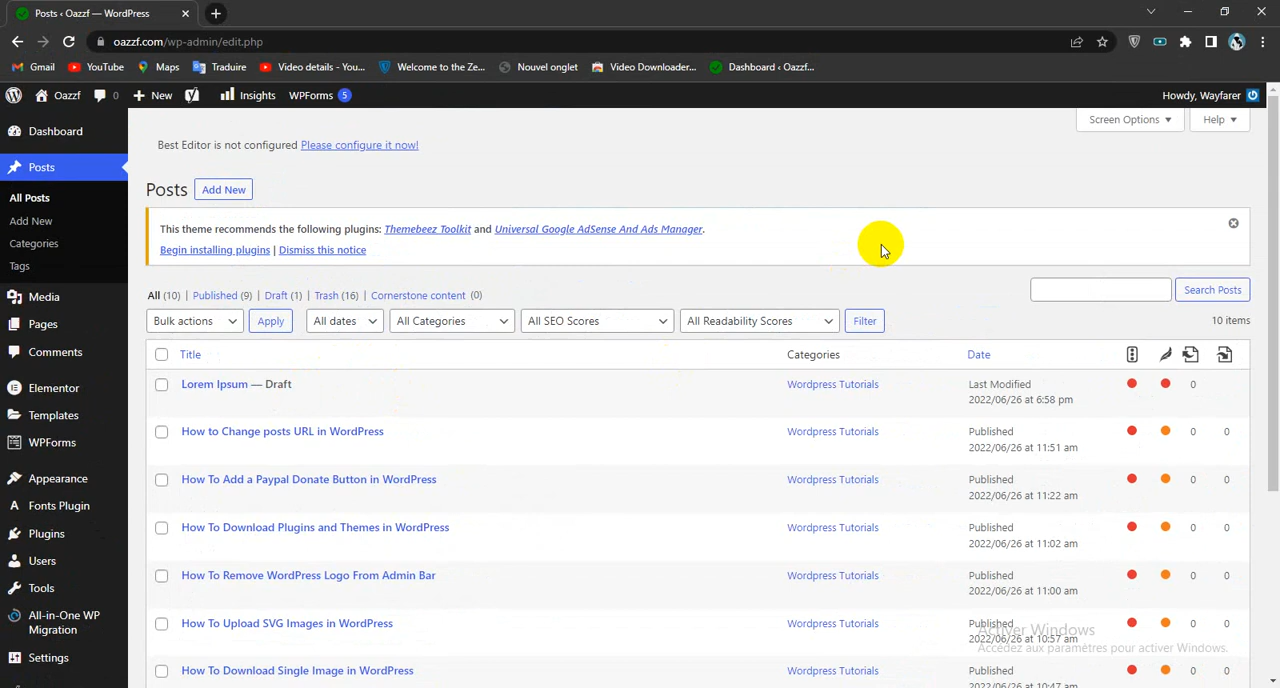 Posts ‹ Oazzf — WordPress
oazzf.com/wp-admin/edit.php
Gmail YouTube Maps Traduire Video details - You... Welcome to the Ze... Nouvel onglet Video Downloader... Dashboard ‹ Oazzf...
Oazzf 0 New Insights WPForms 5 Howdy, Wayfarer
Screen Options Help
Dashboard
Posts
All Posts
Add New
Categories
Tags
Media
Pages
Comments
Elementor
Templates
WPForms
Appearance
Fonts Plugin
Plugins
Users
Tools
All-in-One WP
Migration
Settings
Best Editor is not configured Please configure it now!
Posts Add New
This theme recommends the following plugins: Themebeez Toolkit and Universal Google AdSense And Ads Manager.
Begin installing plugins | Dismiss this notice
All (10) | Published (9) | Draft (1) | Trash (16) | Cornerstone content (0)
Search Posts
Bulk actions Apply All dates All Categories All SEO Scores All Readability Scores Filter 10 items
Title Categories Date
Lorem Ipsum — Draft Wordpress Tutorials Last Modified 0
2022/06/26 at 6:58 pm
How to Change posts URL in WordPress Wordpress Tutorials Published 0 0
2022/06/26 at 11:51 am
How To Add a Paypal Donate Button in WordPress Wordpress Tutorials Published 0 0
2022/06/26 at 11:22 am
How To Download Plugins and Themes in WordPress Wordpress Tutorials Published 0 0
2022/06/26 at 11:02 am
How To Remove WordPress Logo From Admin Bar Wordpress Tutorials Published 0 0
2022/06/26 at 11:00 am
How To Upload SVG Images in WordPress Wordpress Tutorials Published 0 0
2022/06/26 at 10:57 am
Activer Windows
Accédez aux paramètres pour activer Windows.
How To Download Single Image in WordPress Wordpress Tutorials Published 0 0
2022/06/26 at 10:47 am